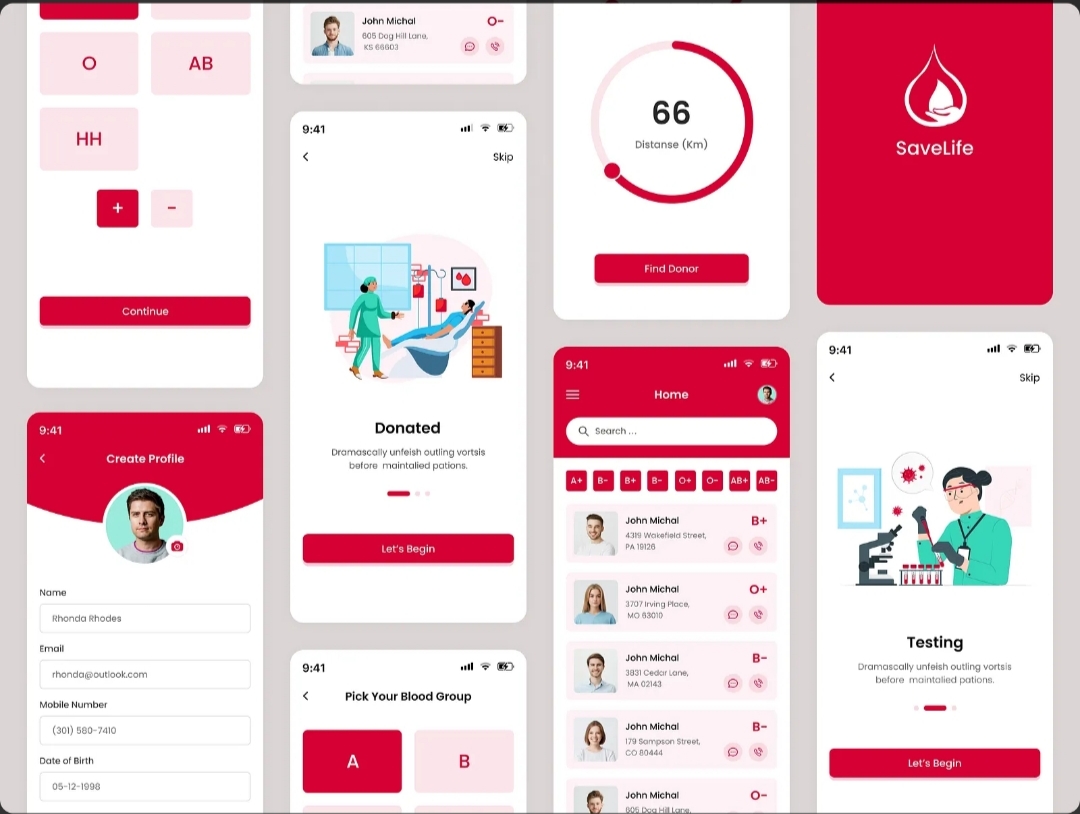 O
AB
HH
+
-
Continue
9:41
Create Profile
Name
Rhonda Rhodes
Email
rhonda@outlook.com
Mobile Number
(301) 580-7410
Date of Birth
05-12-1998
John Michal
O-
605 Dog Hill Lane,
KS 66603
9:41
Skip
Donated
Dramascally unfeish outling vortsis
before maintalied pations.
Let's Begin
9:41
Pick Your Blood Group
A
B
66
Distanse (Km)
Find Donor
9:41
Home
Search ...
A+ B- B+ B- O+ O- AB+ AB-
John Michal
B+
4319 Wakefield Street,
PA 19126
John Michal
O+
3707 Irving Place,
MO 63010
John Michal
B-
3831 Cedar Lane,
MA 02143
John Michal
B-
179 Sampson Street,
CO 80444
John Michal
O-
605 Dog Hill Lane,
SaveLife
9:41
Skip
Testing
Dramascally unfeish outling vortsis
before maintalied pations.
Let's Begin